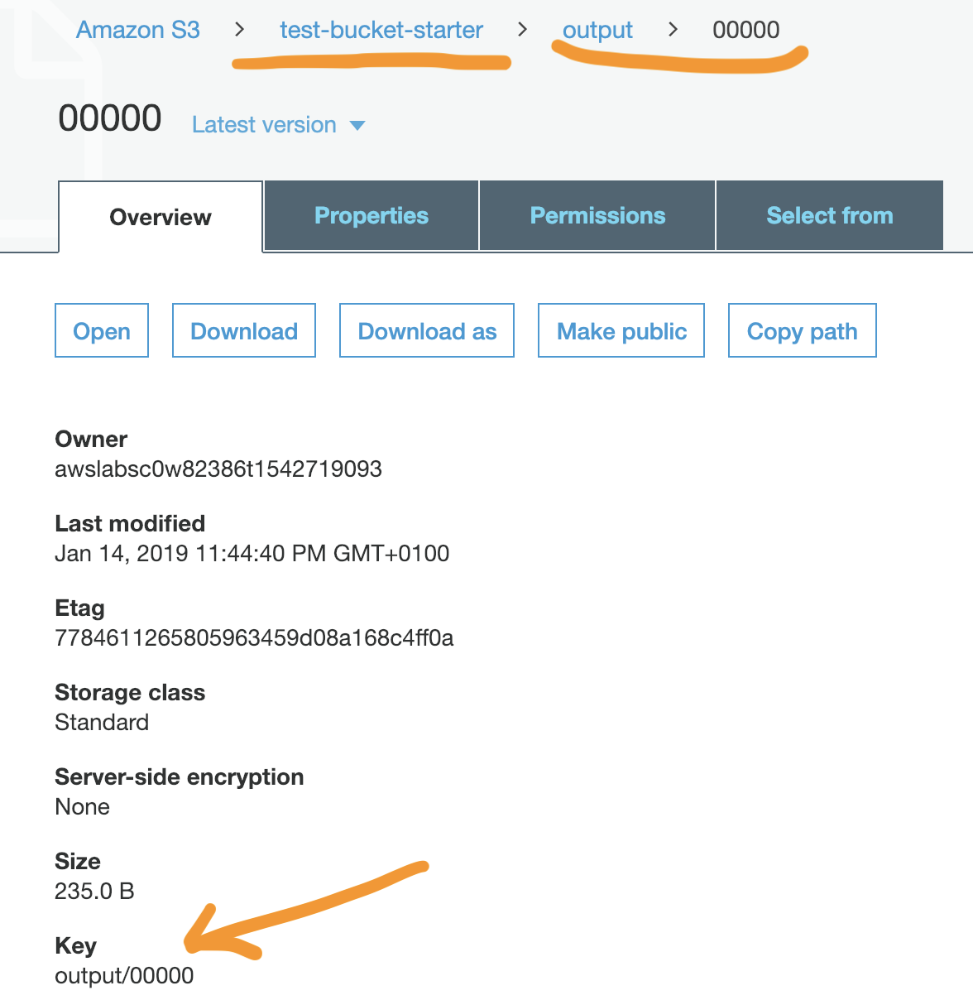 Amazon S3 > test-bucket-starter > output > 00000
00000 Latest version
Overview Properties Permissions Select from
Open Download Download as Make public Copy path
Owner
awslabsc0w82386t1542719093
Last modified
Jan 14, 2019 11:44:40 PM GMT+0100
Etag
7784611265805963459d08a168c4ff0a
Storage class
Standard
Server-side encryption
None
Size
235.0 B
Key
output/00000